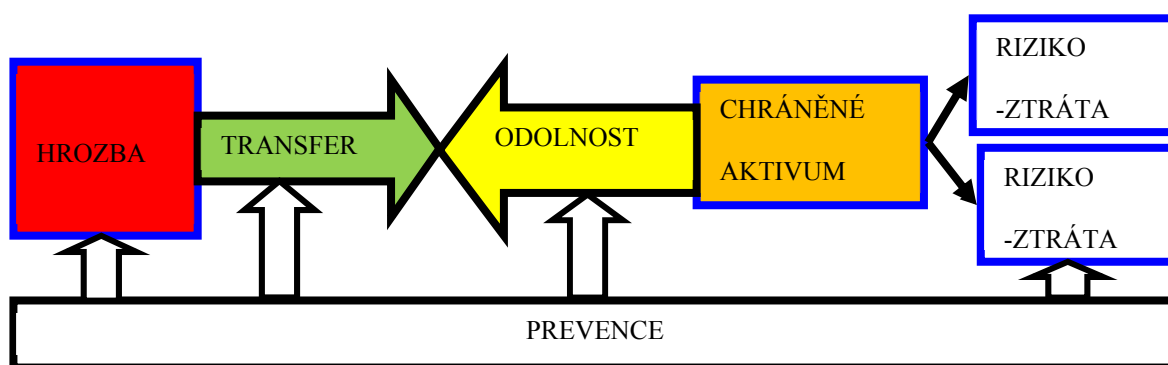 HROZBA
TRANSFER
ODOLNOST
CHRÁNĚNÉ
AKTIVUM
RIZIKO
-ZTRÁTA
RIZIKO
-ZTRÁTA
PREVENCE